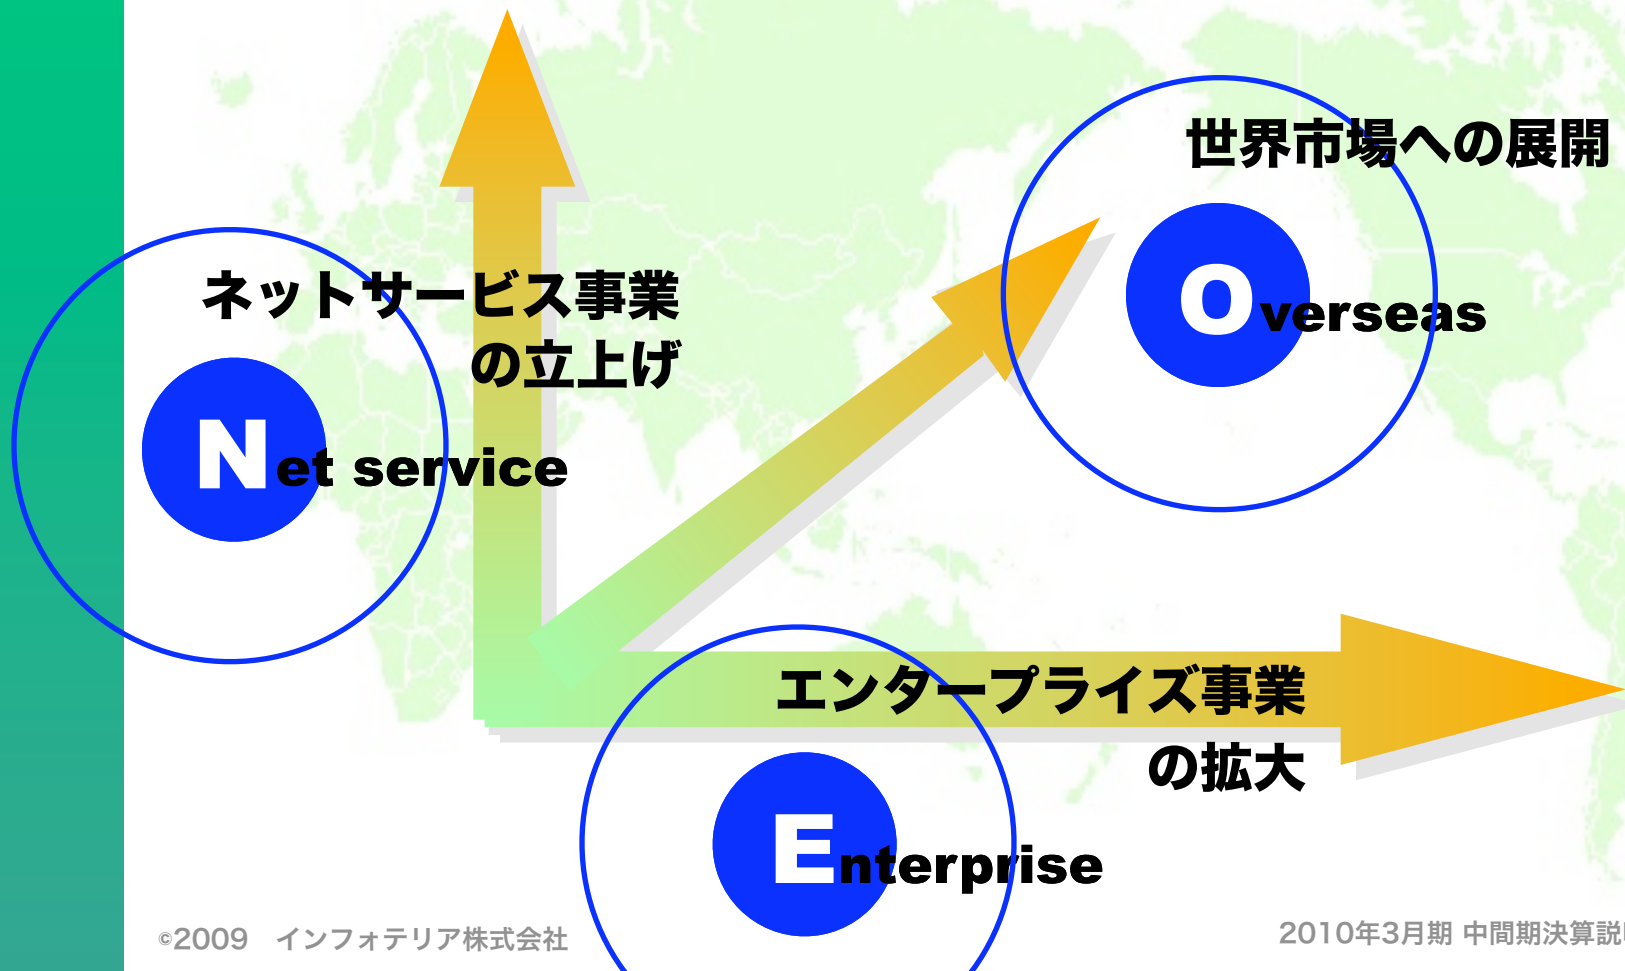 世界市場への展開
Overseas
ネットサービス事業
の立上げ
Net service
エンタープライズ事業
の拡大
Enterprise
©2009 インフォテリア株式会社
2010年3月期 中間期決算説